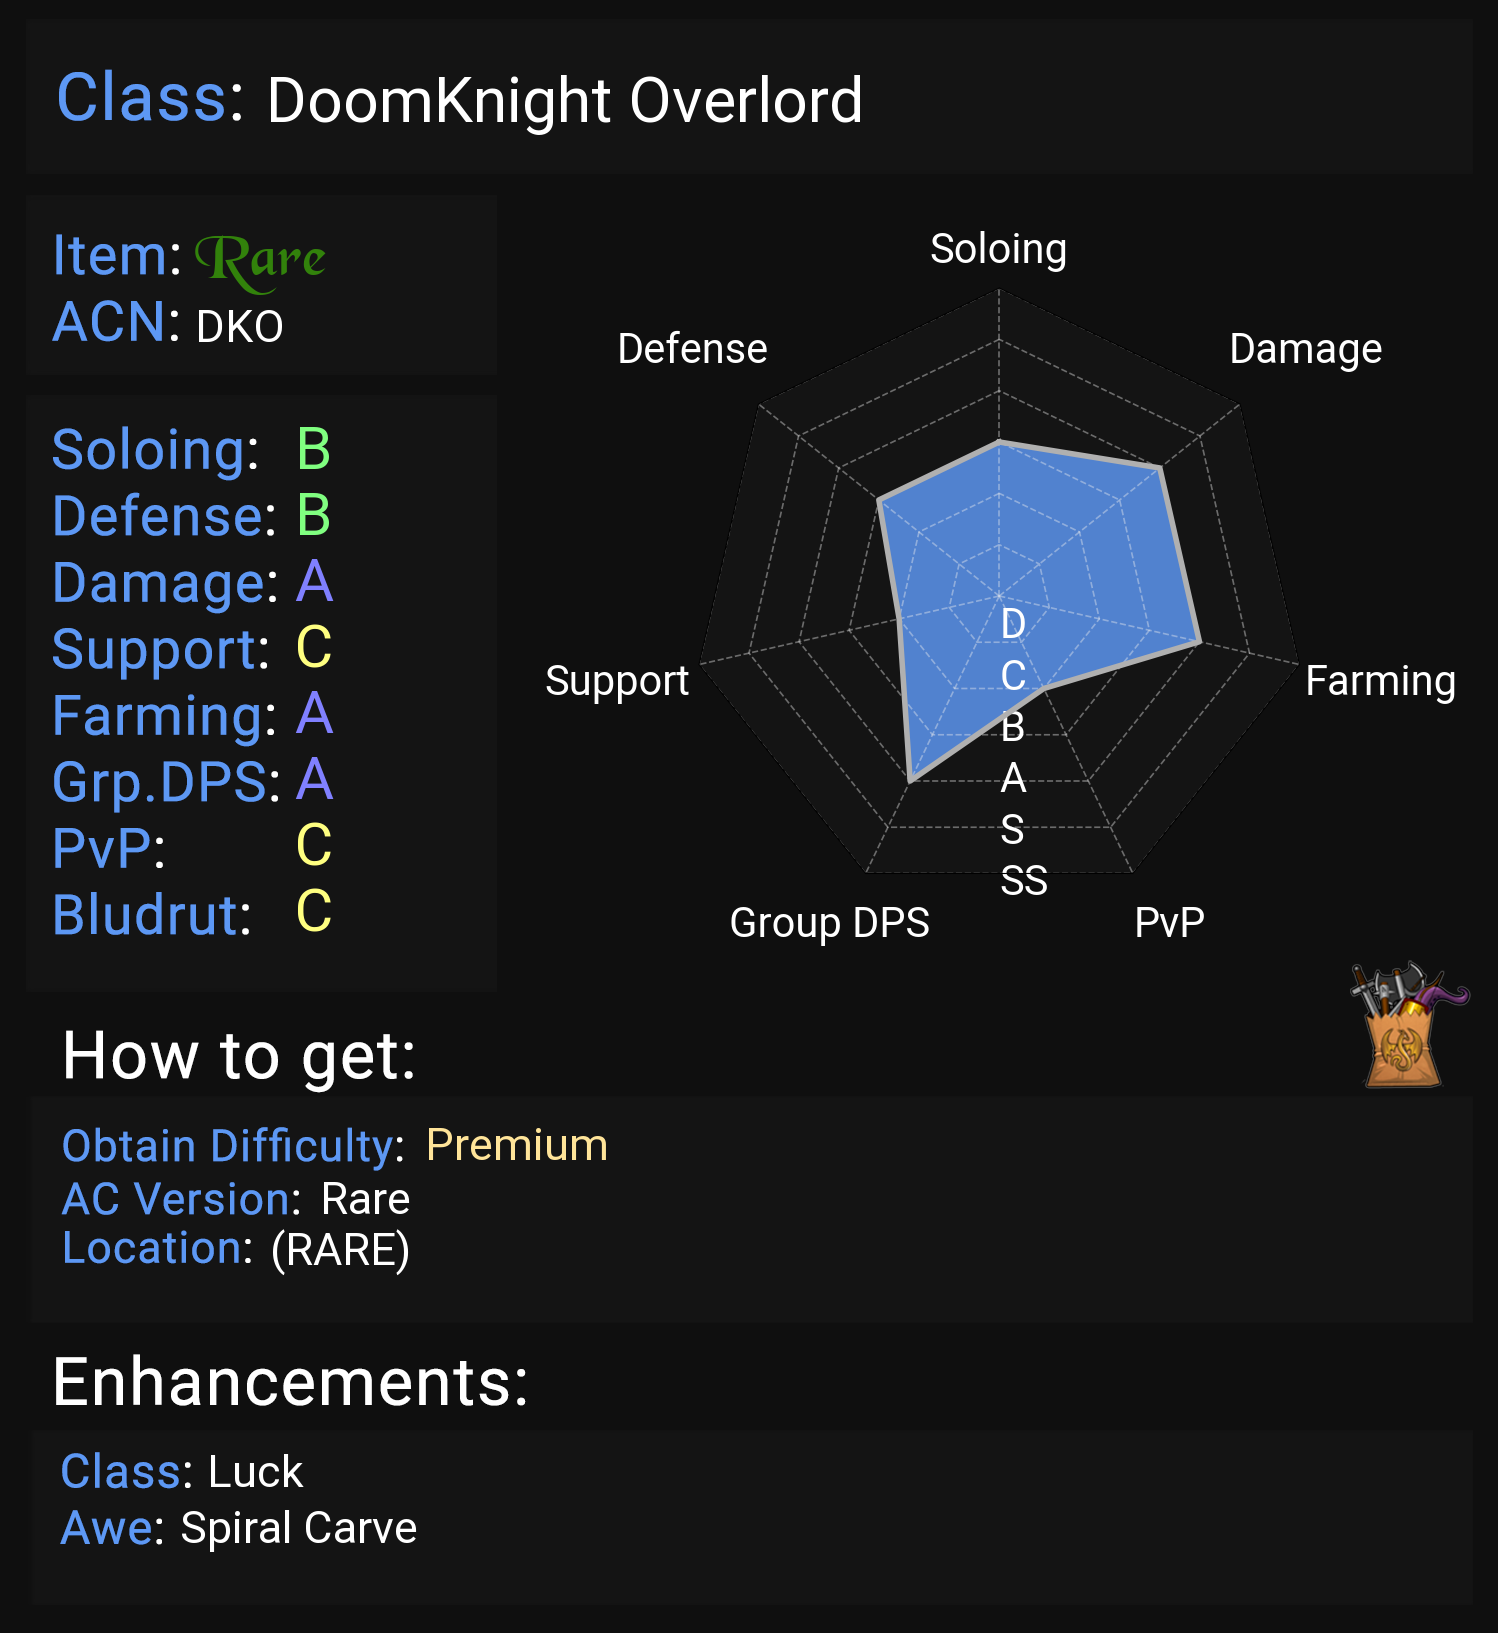 Class: DoomKnight Overlord
Item: Rare
ACN: DKO
Soloing: B
Defense: B
Damage: A
Support: C
Farming: A
Grp.DPS: A
PvP: C
Bludrut: C
Soloing
Defense
Damage
Support
Farming
Group DPS
PvP
D
C
B
A
S
SS
How to get:
Obtain Difficulty: Premium
AC Version: Rare
Location: (RARE)
Enhancements:
Class: Luck
Awe: Spiral Carve